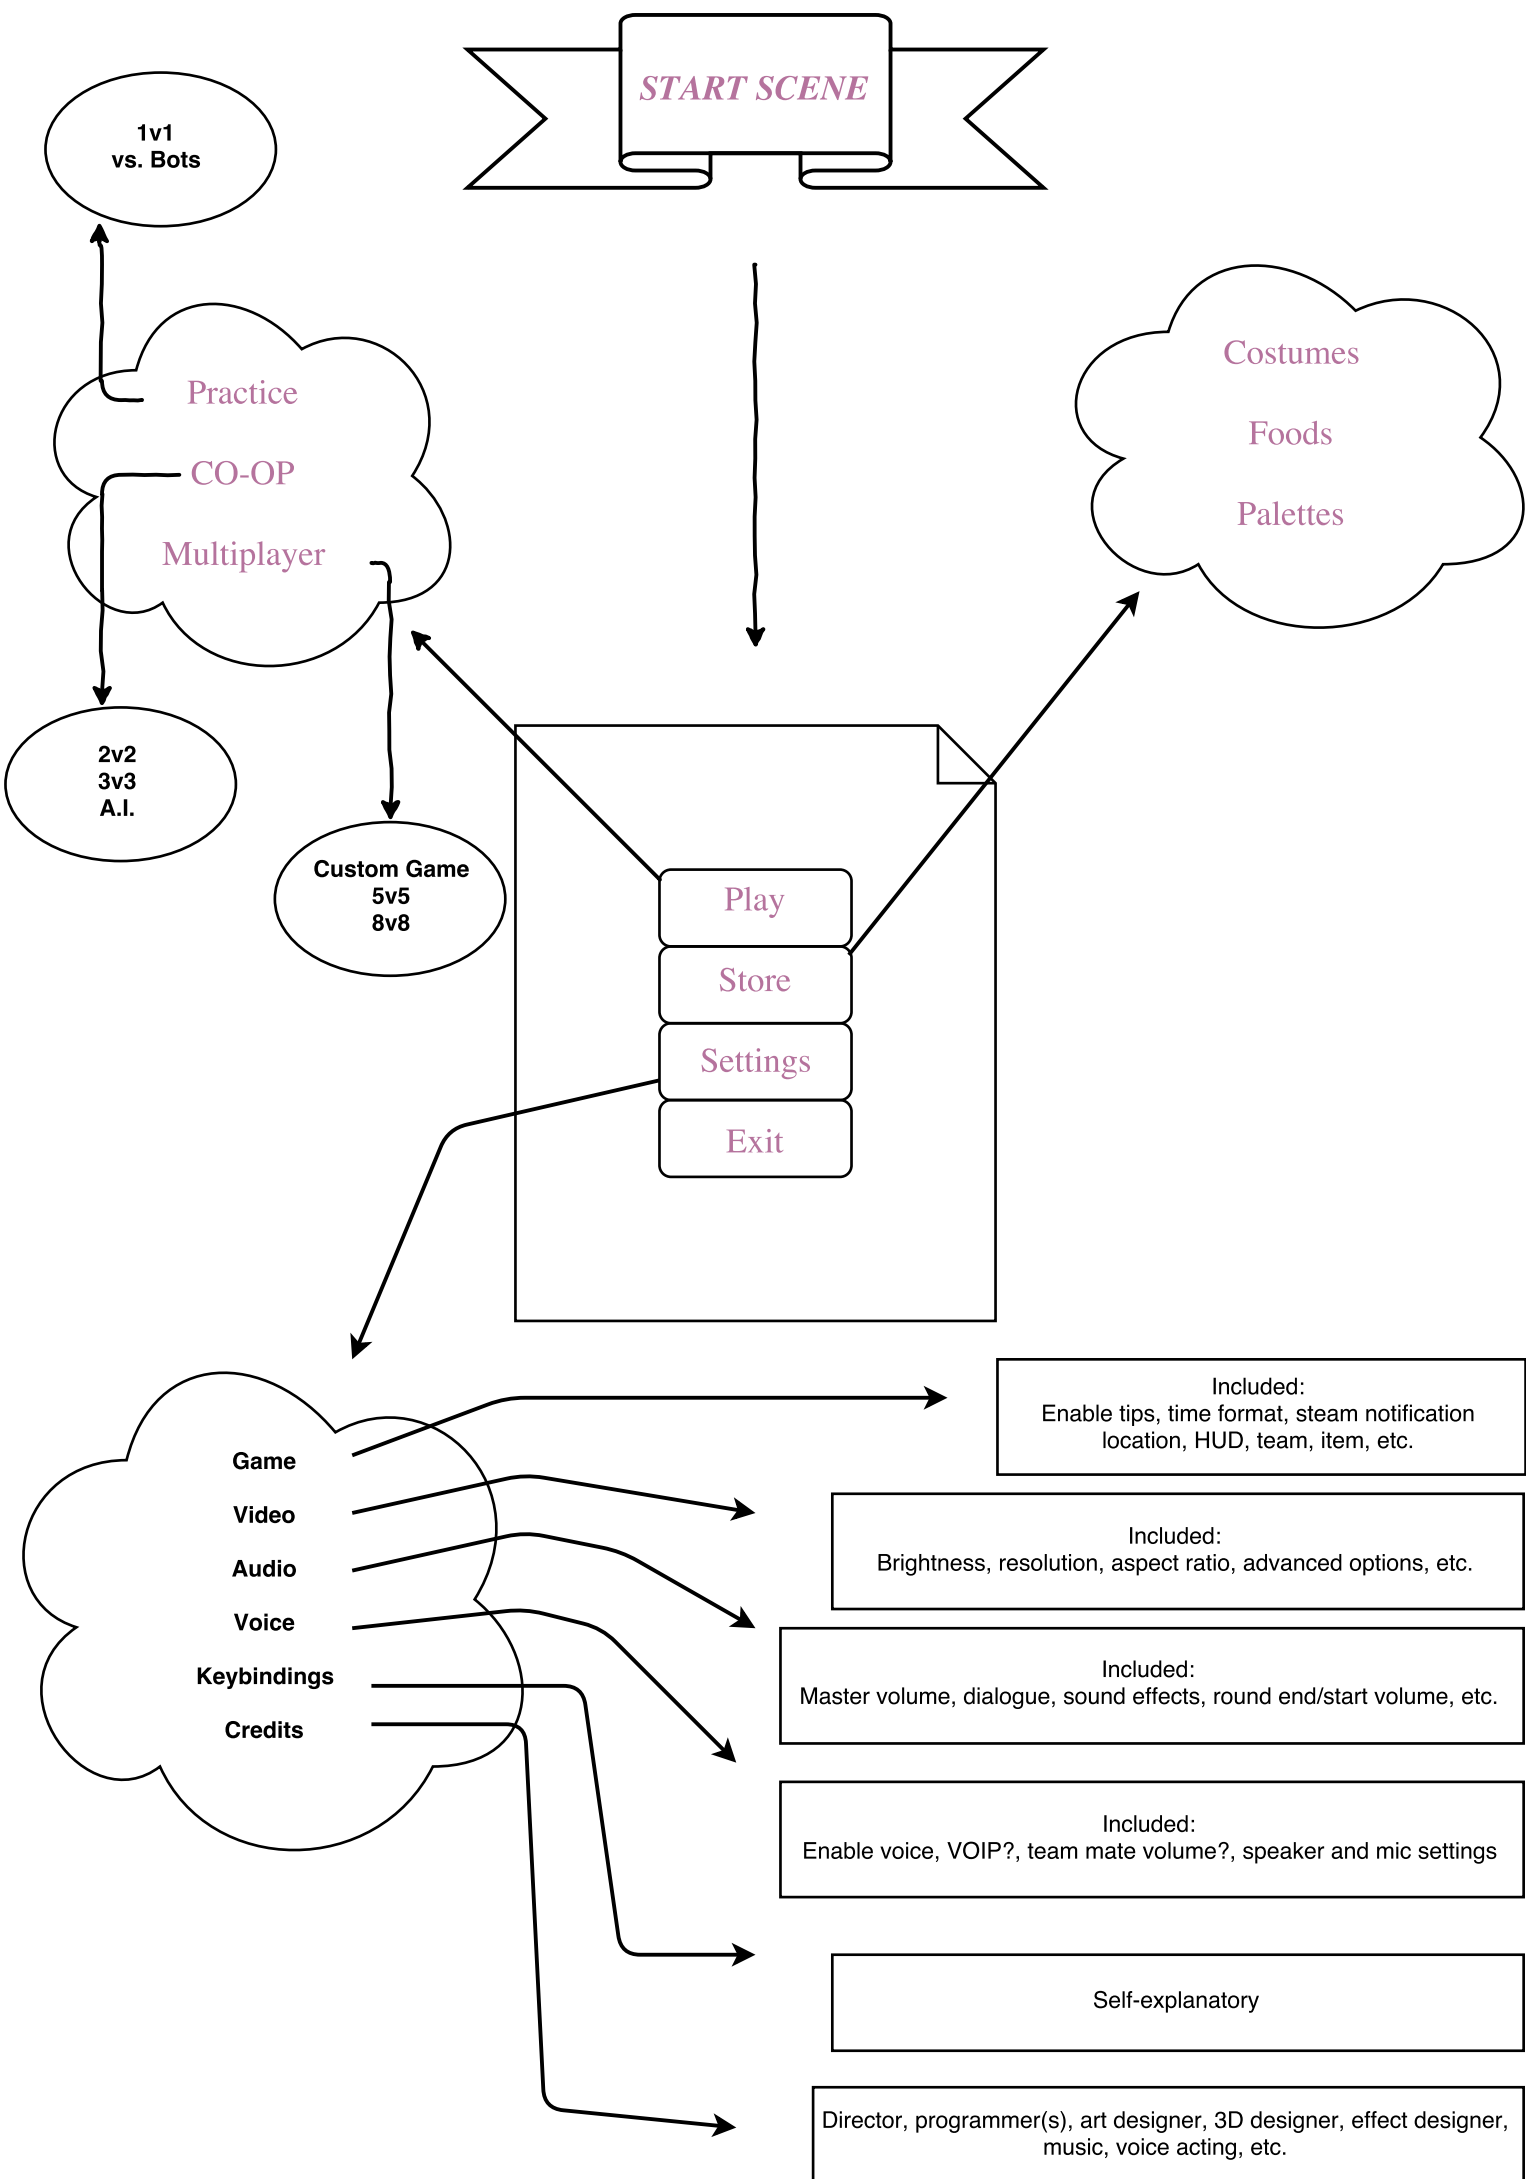 START SCENE
1v1
vs. Bots
Practice
CO-OP
Multiplayer
2v2
3v3
A.I.
Custom Game
5v5
8v8
Costumes
Foods
Palettes
Play
Store
Settings
Exit
Game
Video
Audio
Voice
Keybindings
Credits
Included:
Enable tips, time format, steam notification
location, HUD, team, item, etc.
Included:
Brightness, resolution, aspect ratio, advanced options, etc.
Included:
Master volume, dialogue, sound effects, round end/start volume, etc.
Included:
Enable voice, VOIP?, team mate volume?, speaker and mic settings
Self-explanatory
Director, programmer(s), art designer, 3D designer, effect designer,
music, voice acting, etc.